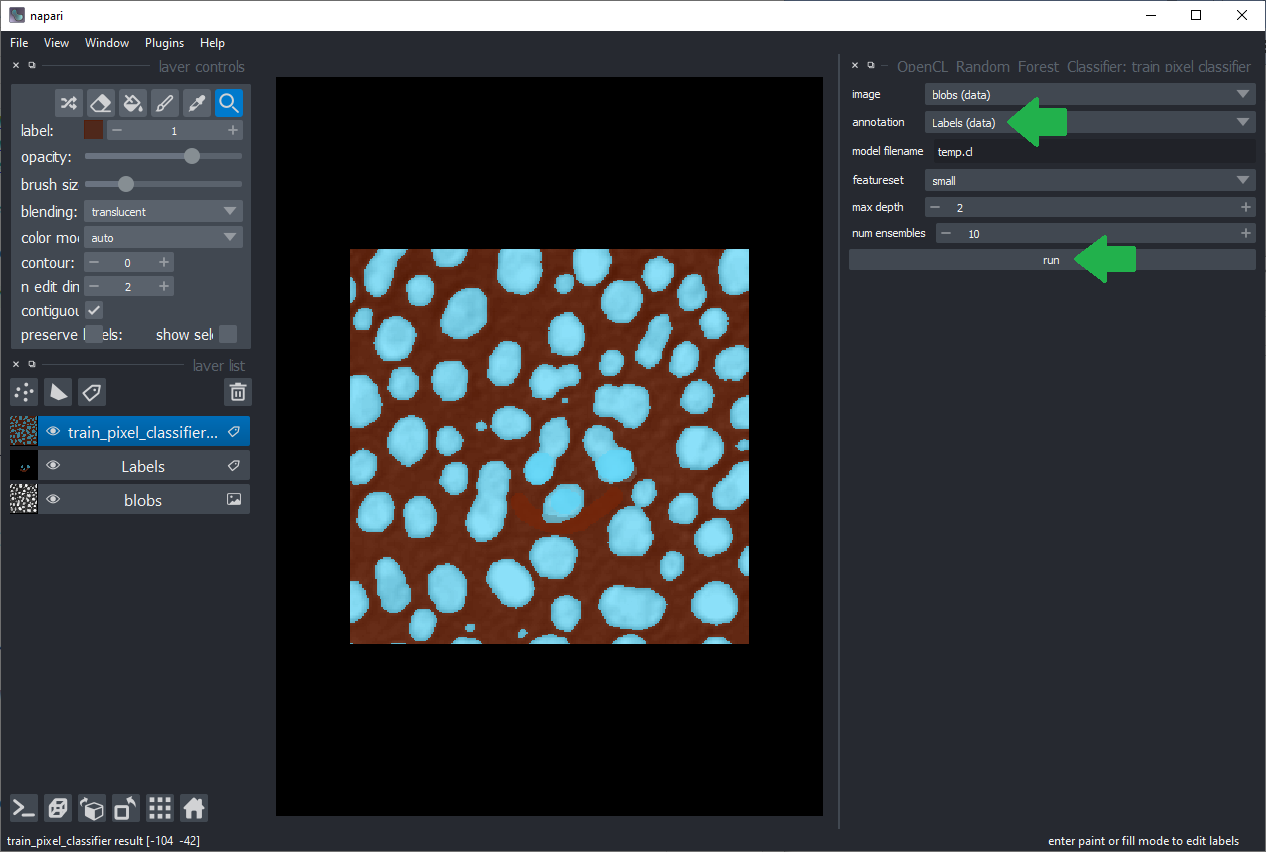 napari
File View Window Plugins Help
layer controls
label: 1
opacity:
brush siz
blending: translucent
color mo auto
contour: 0
n edit din 2
contiguou
preserve l els: show sel
layer list
train_pixel_classifier...
Labels
blobs
OpenCL Random Forest Classifier: train pixel classifier
image blobs (data)
annotation Labels (data)
model filename temp.cl
featureset small
max depth 2
num ensembles 10
run
train_pixel_classifier result [-104 -42]
enter paint or fill mode to edit labels